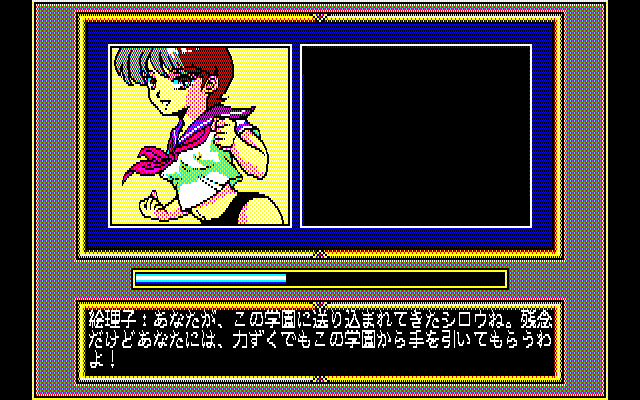 絵理子：あなたが、この学園に送り込まれてきたシロウね。残念
だけどあなたには、力ずくでもこの学園から手を引いてもらうわ
よ！